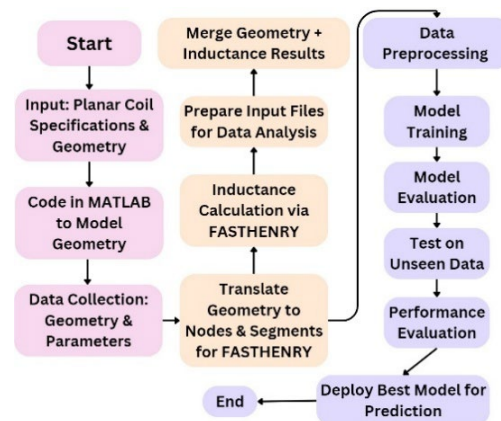 Start
Input: Planar Coil
Specifications &
Geometry
Code in MATLAB
to Model
Geometry
Data Collection:
Geometry &
Parameters
Merge Geometry +
Inductance Results
Prepare Input Files
for Data Analysis
Inductance
Calculation via
FASTHENRY
Translate
Geometry to
Nodes & Segments
for FASTHENRY
Data
Preprocessing
Model
Training
Model
Evaluation
Test on
Unseen Data
Performance
Evaluation
Deploy Best Model for
Prediction
End